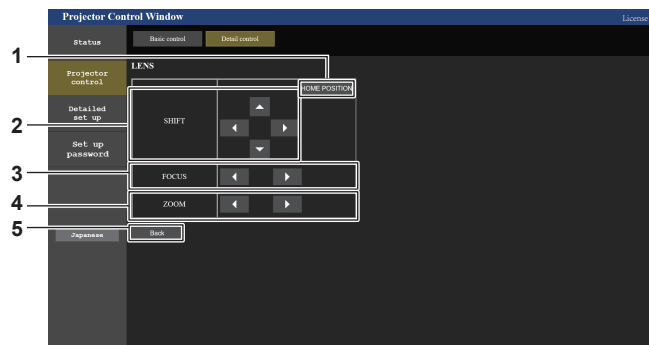 Projector Control Window
License
Status
Basic control
Detail control
1
LENS
Projector
control
HOME POSITION
Detailed
set up
2
SHIFT
Set up
password
3
FOCUS
4
ZOOM
5
Japanese
Back